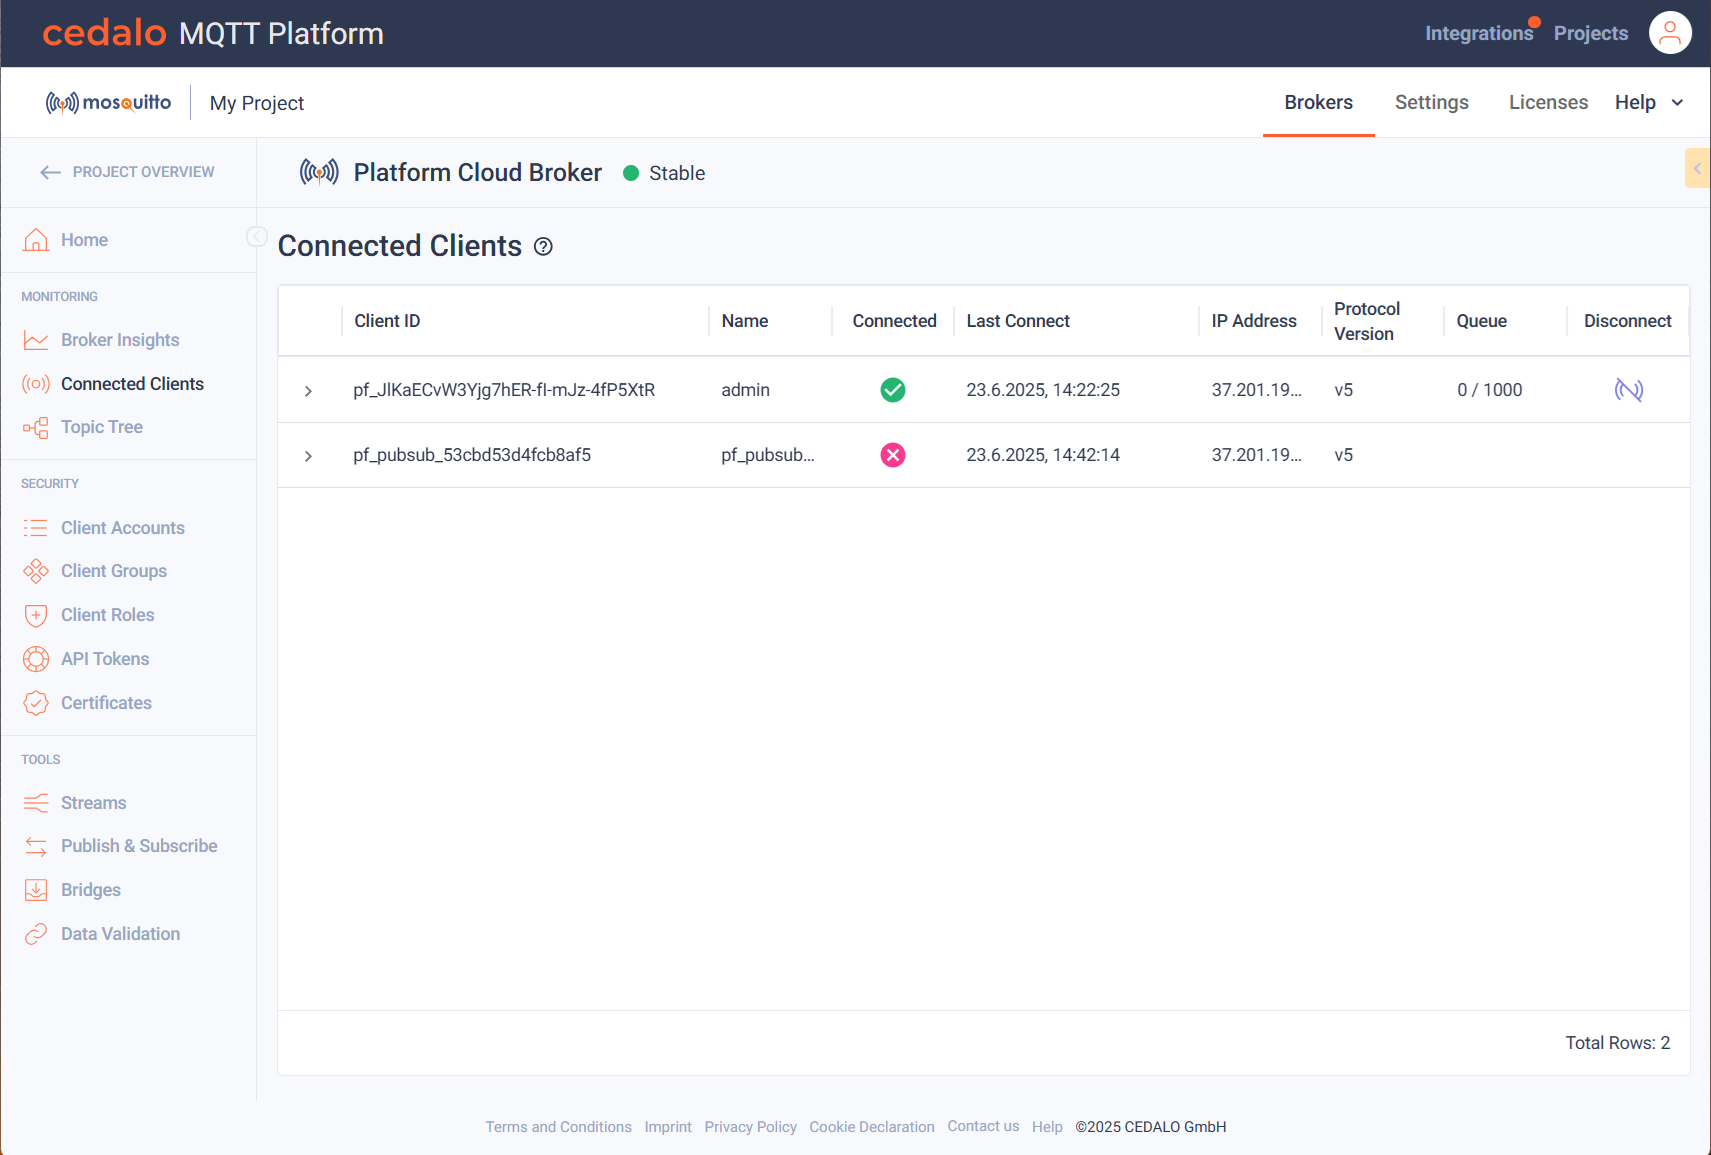 cedalo MQTT Platform
Integrations Projects
mosquitto My Project
Brokers Settings Licenses Help
PROJECT OVERVIEW
Platform Cloud Broker Stable
Home
MONITORING
Broker Insights
Connected Clients
Topic Tree
SECURITY
Client Accounts
Client Groups
Client Roles
API Tokens
Certificates
TOOLS
Streams
Publish & Subscribe
Bridges
Data Validation
Connected Clients
Client ID Name Connected Last Connect IP Address Protocol Version Queue Disconnect
pf_JlKaECvW3Yjg7hER-fI-mJz-4fP5XtR admin 23.6.2025, 14:22:25 37.201.19... v5 0 / 1000
pf_pubsub_53cbd53d4fcb8af5 pf_pubsub... 23.6.2025, 14:42:14 37.201.19... v5
Total Rows: 2
Terms and Conditions Imprint Privacy Policy Cookie Declaration Contact us Help ©2025 CEDALO GmbH